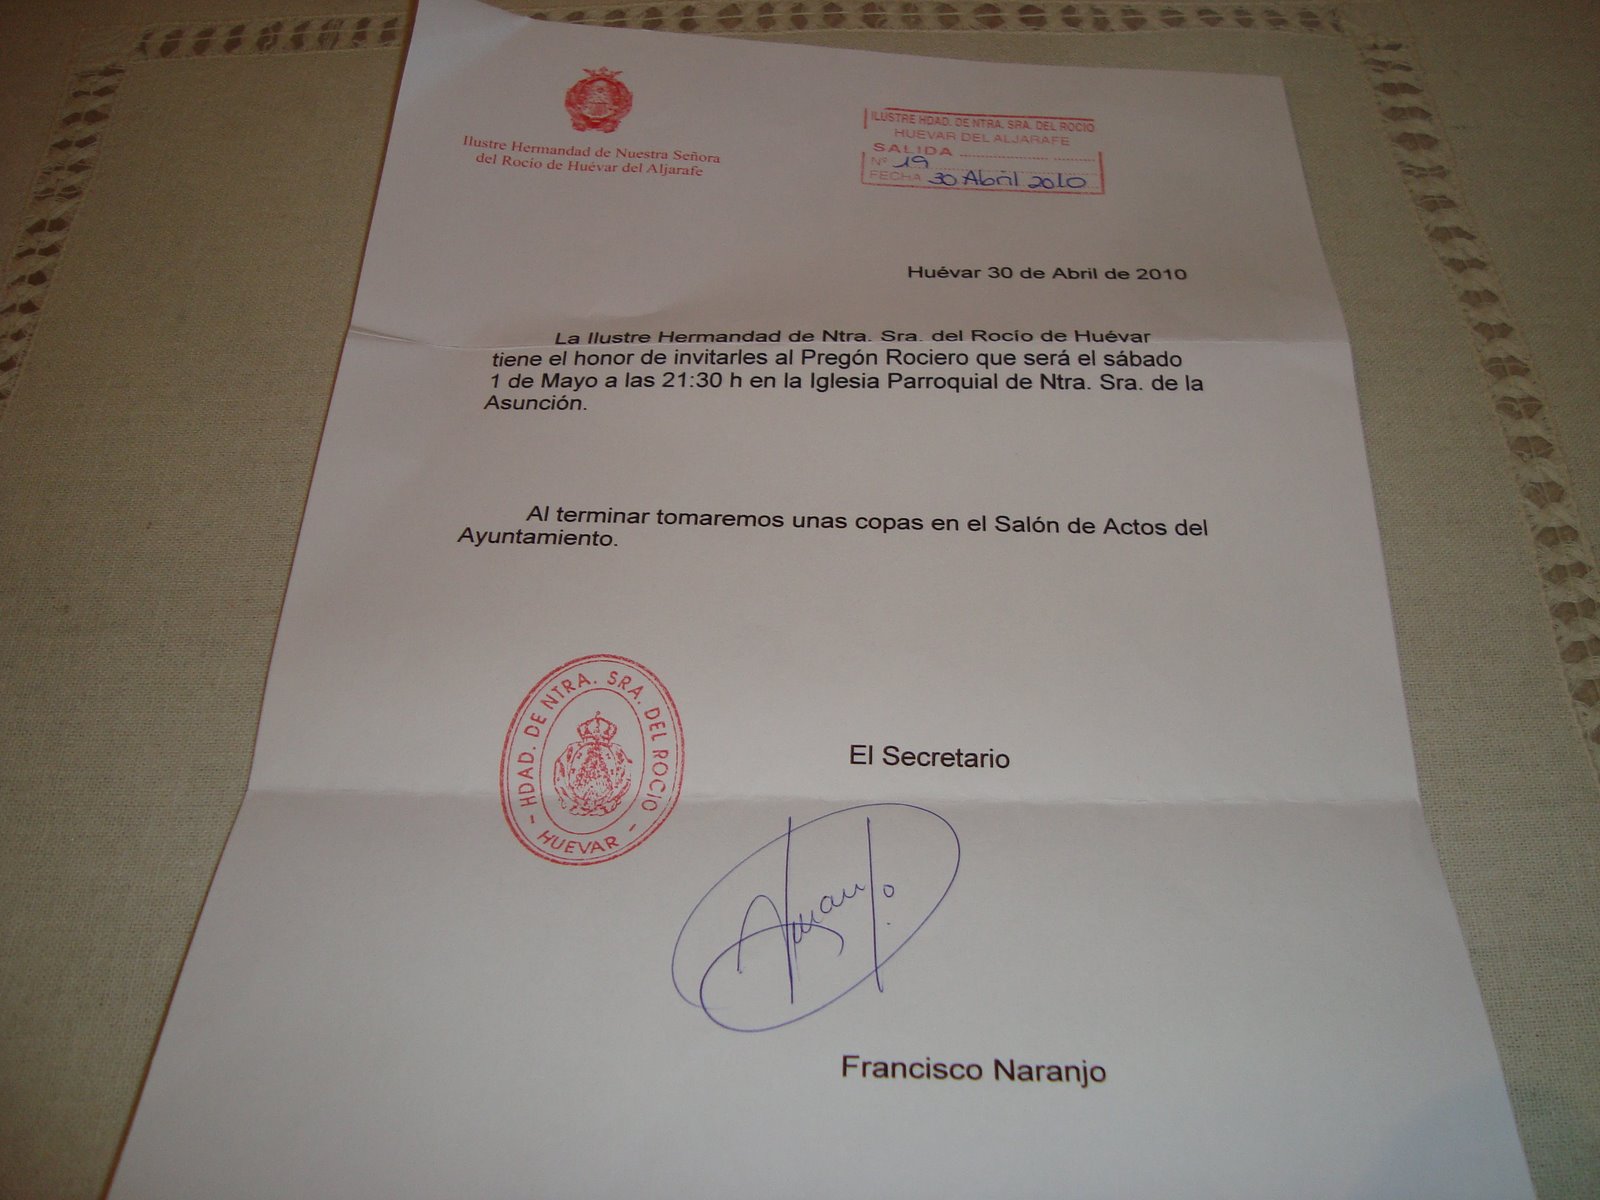 Ilustre Hermandad de Nuestra Señora
del Rocío de Huévar del Aljarafe
ILUSTRE HDAD. DE NTRA. SRA. DEL ROCIO
HUEVAR DEL ALJARAFE
SALIDA
Nº 19
FECHA 30 Abril 2010
Huévar 30 de Abril de 2010
La Ilustre Hermandad de Ntra. Sra. del Rocío de Huévar
tiene el honor de invitarles al Pregón Rociero que será el sábado
1 de Mayo a las 21:30 h en la Iglesia Parroquial de Ntra. Sra. de la
Asunción.
Al terminar tomaremos unas copas en el Salón de Actos del
Ayuntamiento.
- HDAD. DE NTRA. SRA. DEL ROCIO -
HUEVAR
El Secretario
Francisco Naranjo